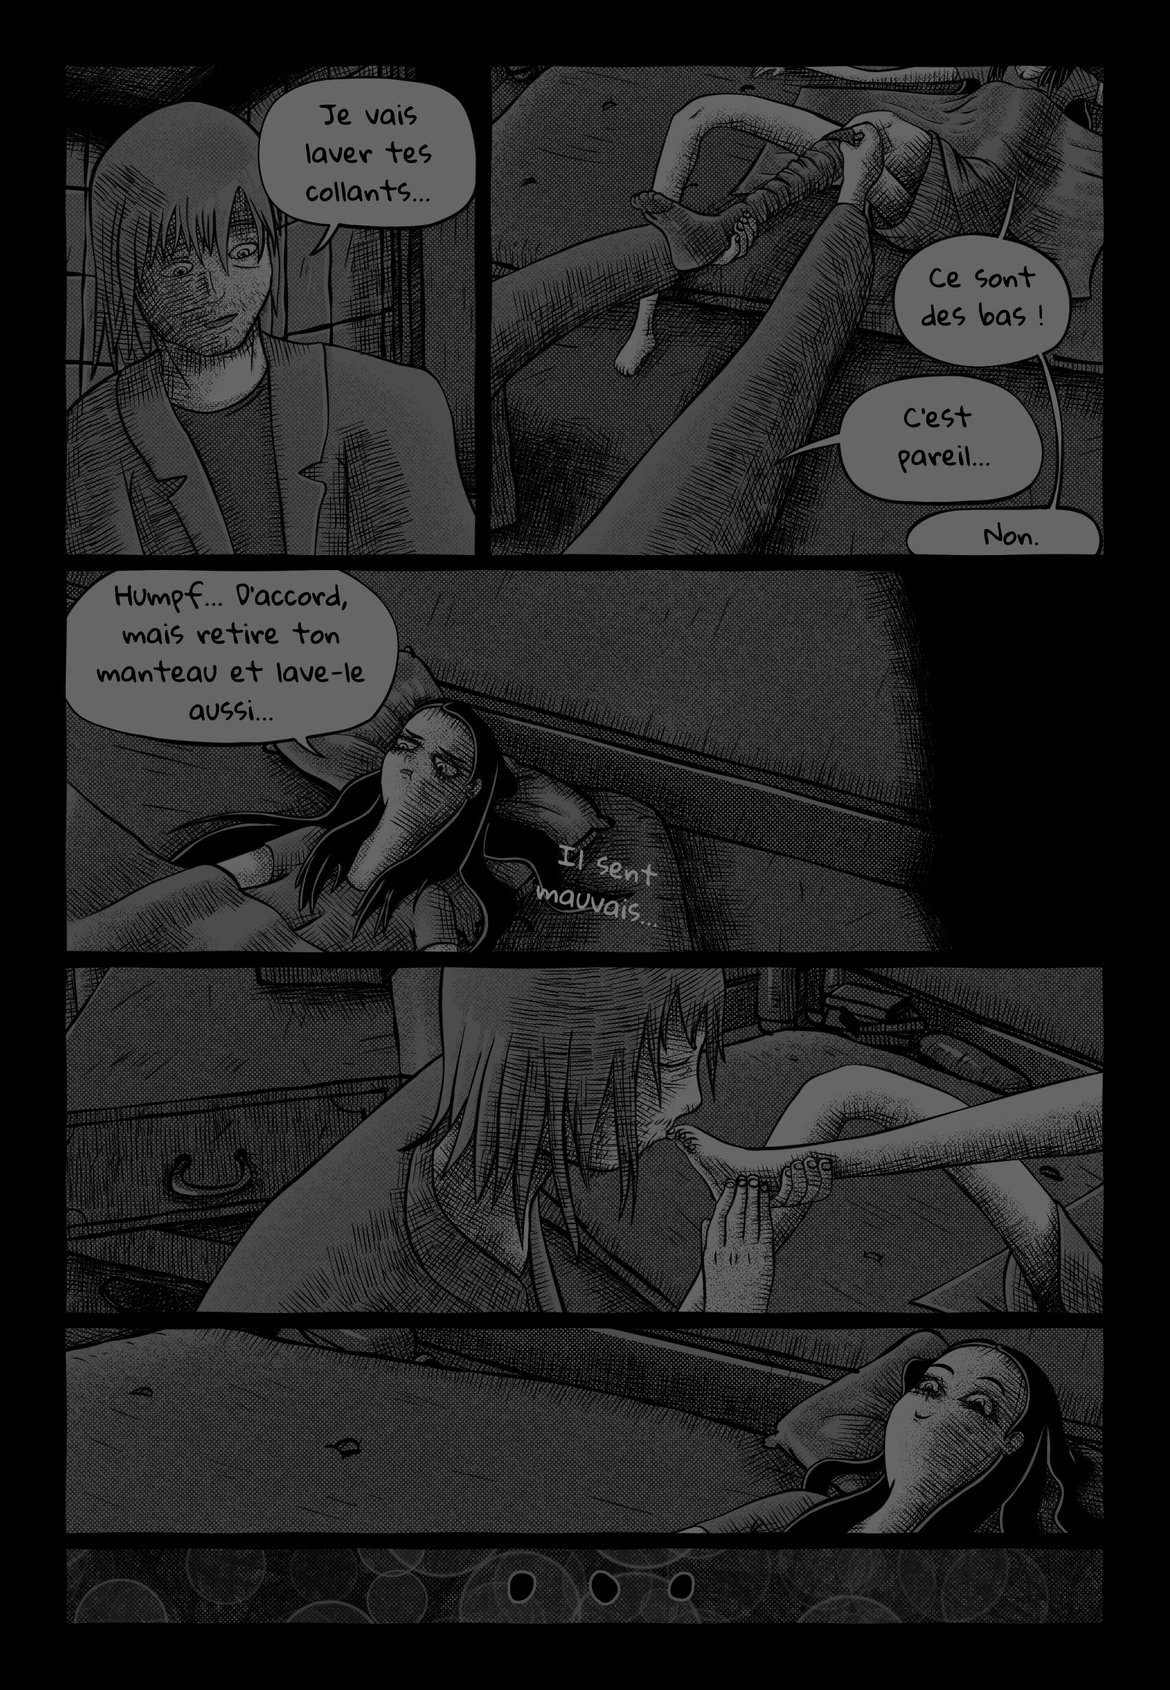 Je vais
laver tes
collants...
Ce sont
des bas !
C'est
pareil...
Non.
Humpf... D'accord,
mais retire ton
manteau et lave-le
aussi...
Il sent
mauvais...
...